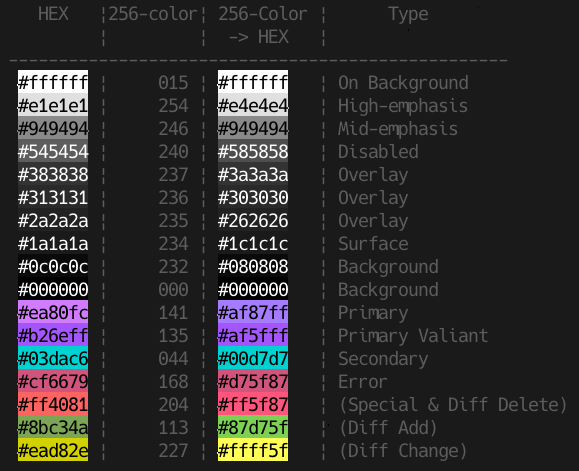 HEX ¦256-color¦ 256-Color ¦ Type
¦ ¦ -> HEX ¦
--------------------------------------------------
#ffffff ¦ 015 ¦ #ffffff ¦ On Background
#e1e1e1 ¦ 254 ¦ #e4e4e4 ¦ High-emphasis
#949494 ¦ 246 ¦ #949494 ¦ Mid-emphasis
#545454 ¦ 240 ¦ #585858 ¦ Disabled
#383838 ¦ 237 ¦ #3a3a3a ¦ Overlay
#313131 ¦ 236 ¦ #303030 ¦ Overlay
#2a2a2a ¦ 235 ¦ #262626 ¦ Overlay
#1a1a1a ¦ 234 ¦ #1c1c1c ¦ Surface
#0c0c0c ¦ 232 ¦ #080808 ¦ Background
#000000 ¦ 000 ¦ #000000 ¦ Background
#ea80fc ¦ 141 ¦ #af87ff ¦ Primary
#b26eff ¦ 135 ¦ #af5fff ¦ Primary Valiant
#03dac6 ¦ 044 ¦ #00d7d7 ¦ Secondary
#cf6679 ¦ 168 ¦ #d75f87 ¦ Error
#ff4081 ¦ 204 ¦ #ff5f87 ¦ (Special & Diff Delete)
#8bc34a ¦ 113 ¦ #87d75f ¦ (Diff Add)
#ead82e ¦ 227 ¦ #ffff5f ¦ (Diff Change)